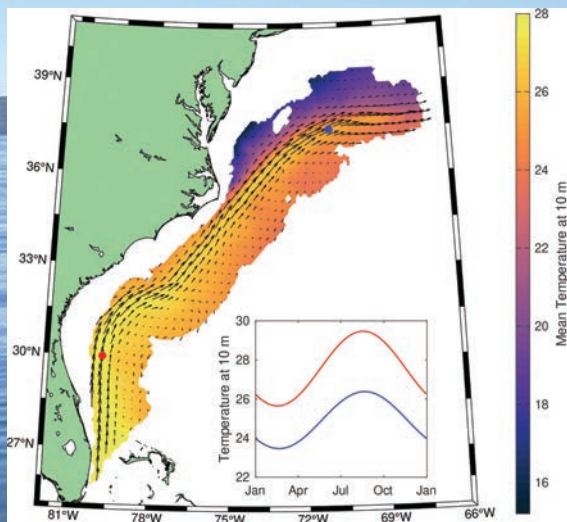 39°N
36°N
33°N
30°N
27°N
81°W
78°W
75°W
72°W
69°W
66°W
28
26
24
22
20
18
16
Mean Temperature at 10 m
30
28
26
24
22
Temperature at 10 m
Jan
Apr
Jul
Oct
Jan